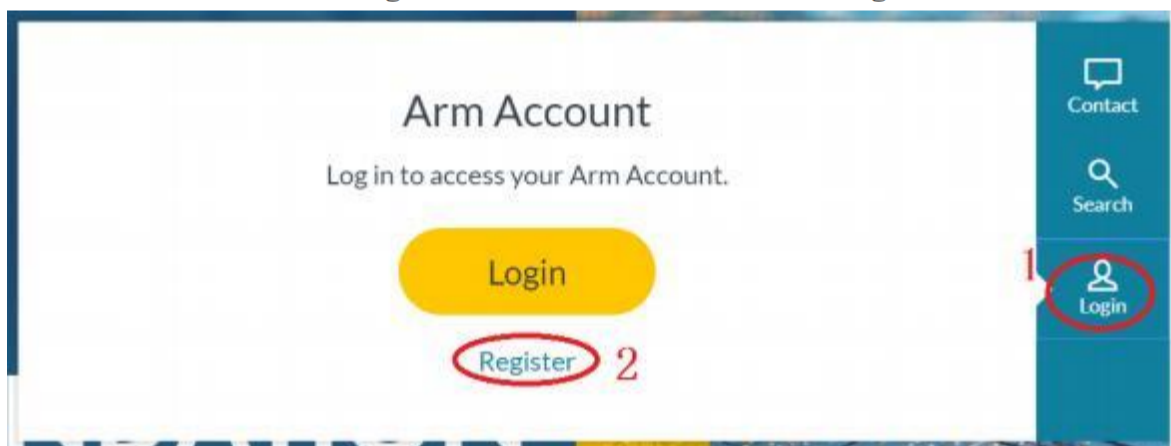 Arm Account
Log in to access your Arm Account.
Login
Register
2
Contact
Search
1
Login